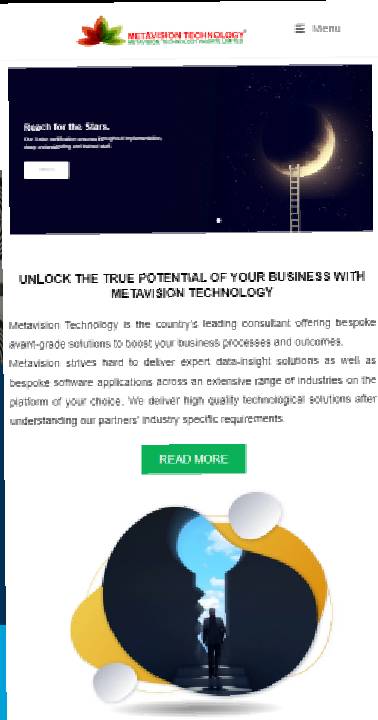 METAVISION TECHNOLOGY
METAVISION TECHNOLOGY PRIVATE LIMITED
Menu
Reach for the Stars.
UNLOCK THE TRUE POTENTIAL OF YOUR BUSINESS WITH
METAVISION TECHNOLOGY
Metavision Technology is the country's leading consultant offering bespoke
avant-grade solutions to boost your business processes and outcomes.
Metavision strives hard to deliver expert data-insight solutions as well as
bespoke software applications across an extensive range of industries on the
platform of your choice. We deliver high quality technological solutions after
understanding our partners' industry specific requirements.
READ MORE